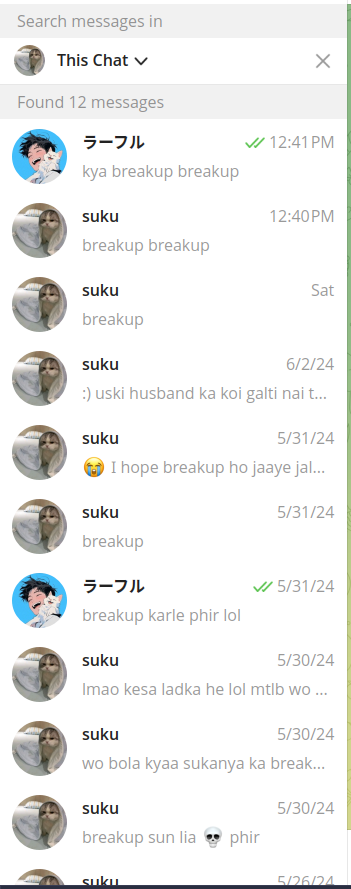 Search messages in
This Chat
Found 12 messages
ラーフル 12:41 PM
kya breakup breakup
suku 12:40 PM
breakup breakup
suku Sat
breakup
suku 6/2/24
:) uski husband ka koi galti nai t...
suku 5/31/24
😭 I hope breakup ho jaaye jal...
suku 5/31/24
breakup
ラーフル 5/31/24
breakup karle phir lol
suku 5/30/24
lmao kesa ladka he lol mtlb wo ...
suku 5/30/24
wo bola kyaa sukanya ka break...
suku 5/30/24
breakup sun lia 💀 phir
suku 5/26/24